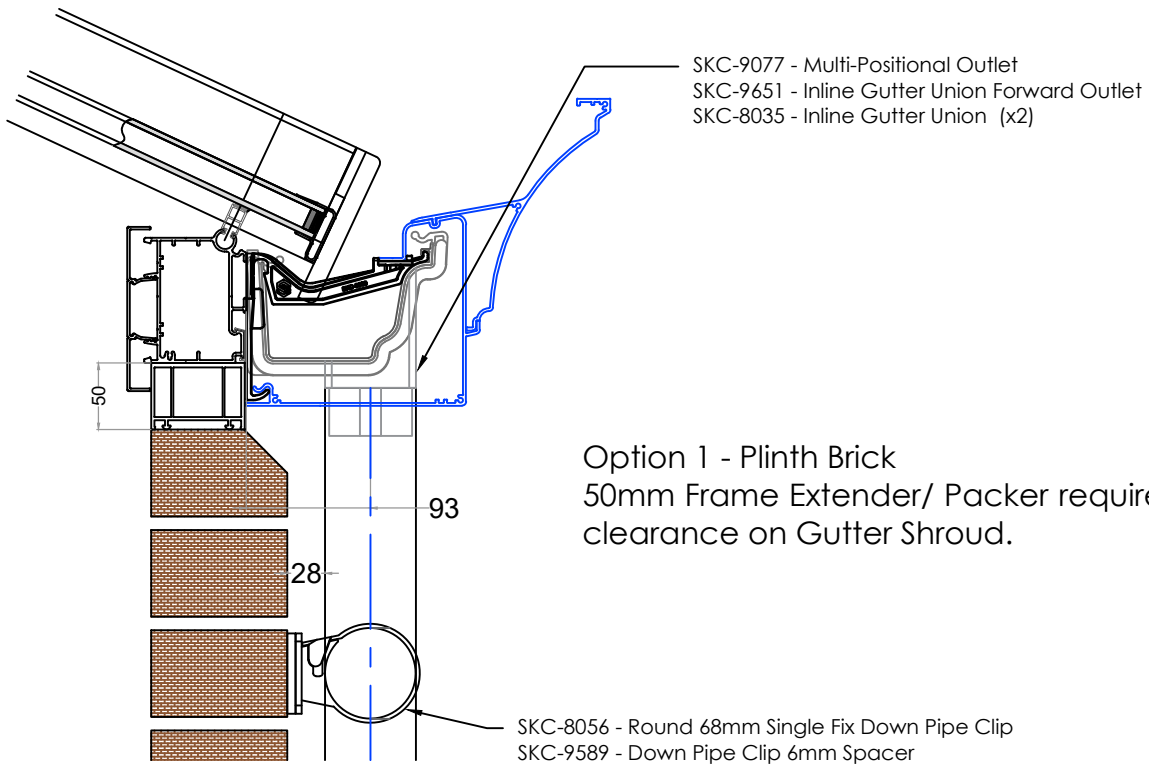 SKC-9077 - Multi-Positional Outlet
SKC-9651 - Inline Gutter Union Forward Outlet
SKC-8035 - Inline Gutter Union (x2)
50
Option 1 - Plinth Brick
50mm Frame Extender/ Packer require
clearance on Gutter Shroud.
93
28
SKC-8056 - Round 68mm Single Fix Down Pipe Clip
SKC-9589 - Down Pipe Clip 6mm Spacer